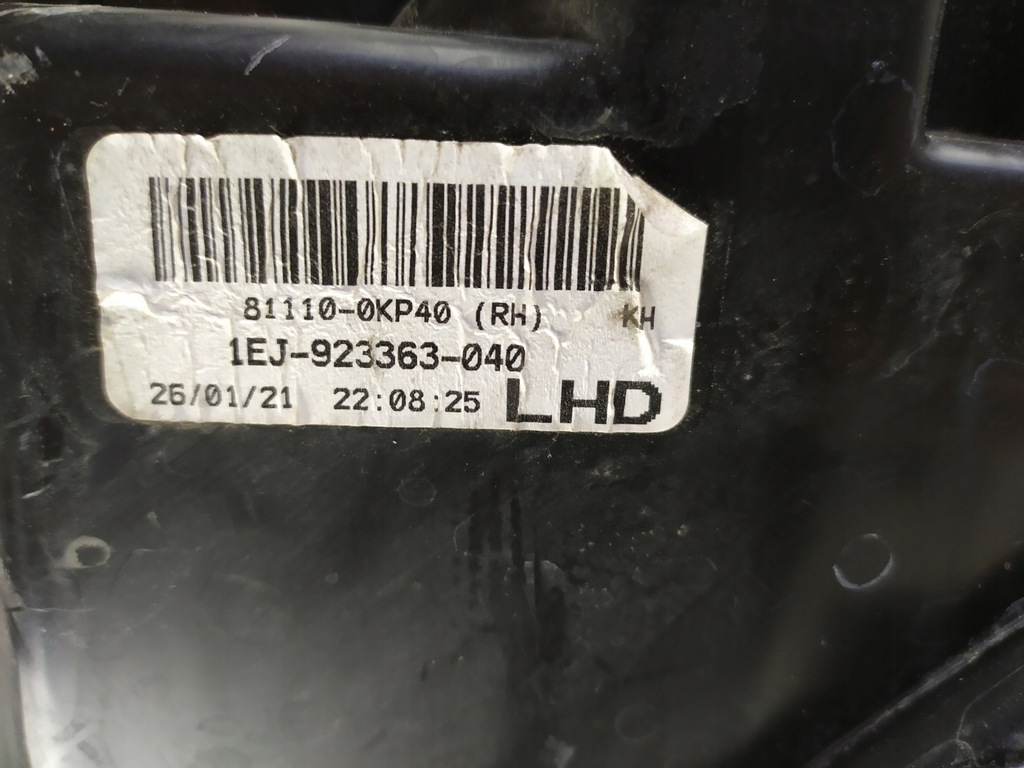 81110-0KP40 (RH) KH
1EJ-923363-040
26/01/21 22:08:25 LHD